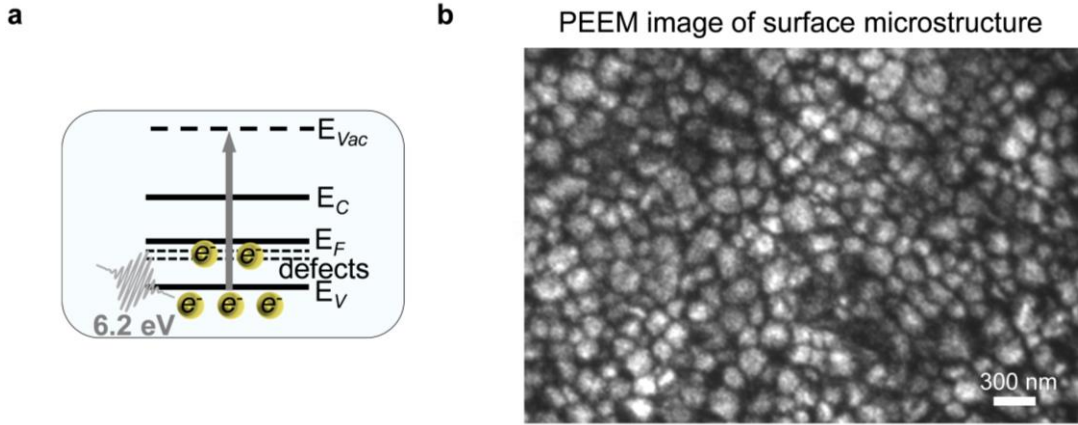 a
b
PEEM image of surface microstructure
E_Vac
E_C
E_F
e⁻ e⁻
defects
E_V
e⁻ e⁻ e⁻
6.2 eV
300 nm